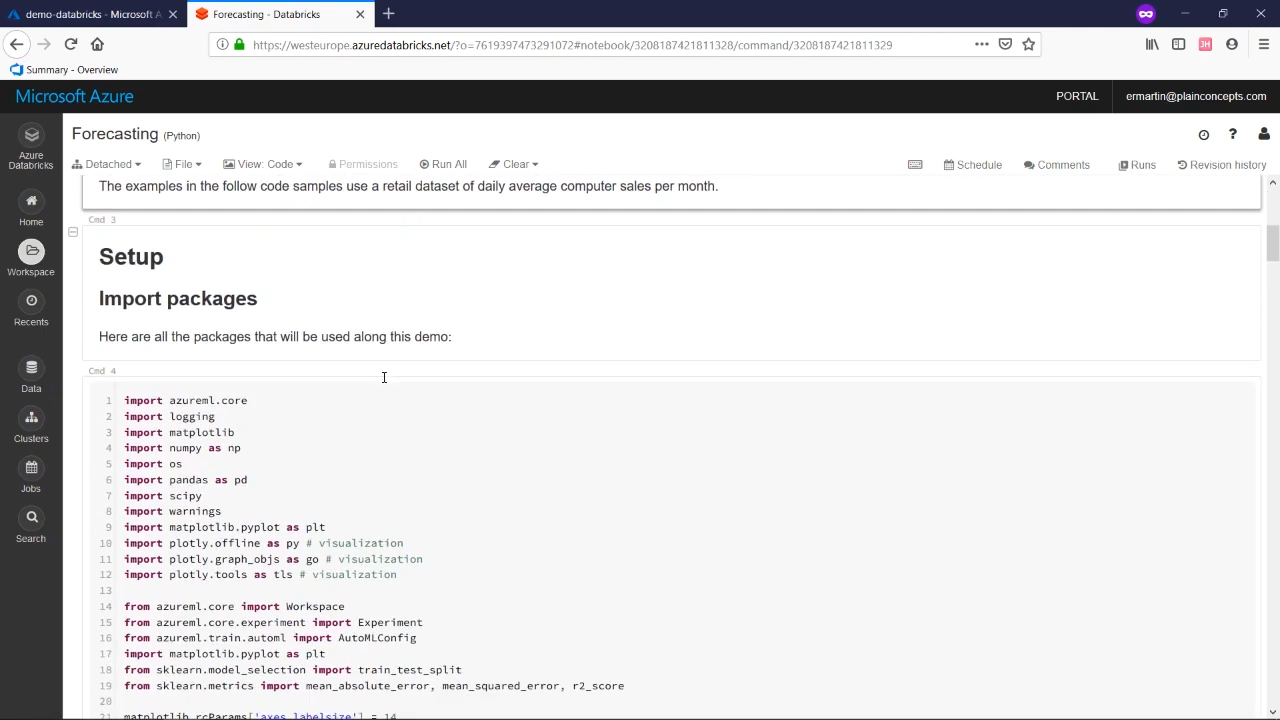 demo-databricks - Microsoft A
Forecasting - Databricks
https://westeurope.azuredatabricks.net/?o=7619397473291072#notebook/3208187421811328/command/3208187421811329
Summary - Overview
Microsoft Azure
PORTAL
ermartin@plainconcepts.com
Forecasting (Python)
Detached
File
View: Code
Permissions
Run All
Clear
Schedule
Comments
Runs
Revision history
Azure
Databricks
Home
Workspace
Recents
Data
Clusters
Jobs
Search
The examples in the follow code samples use a retail dataset of daily average computer sales per month.
Cmd 3
Setup
Import packages
Here are all the packages that will be used along this demo:
Cmd 4
1 import azureml.core
2 import logging
3 import matplotlib
4 import numpy as np
5 import os
6 import pandas as pd
7 import scipy
8 import warnings
9 import matplotlib.pyplot as plt
10 import plotly.offline as py # visualization
11 import plotly.graph_objs as go # visualization
12 import plotly.tools as tls # visualization
13
14 from azureml.core import Workspace
15 from azureml.core.experiment import Experiment
16 from azureml.train.automl import AutoMLConfig
17 import matplotlib.pyplot as plt
18 from sklearn.model_selection import train_test_split
19 from sklearn.metrics import mean_absolute_error, mean_squared_error, r2_score
20
21 matplotlib.rcParams['axes.labelsize'] = 14